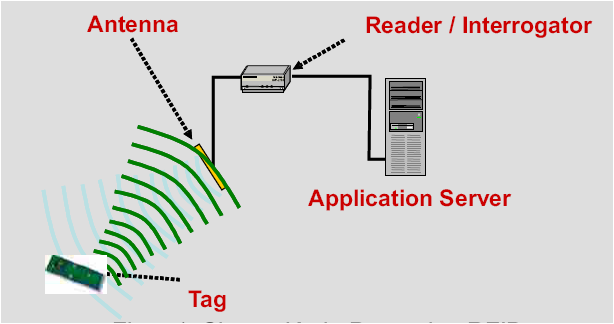 Antenna
Reader / Interrogator
Application Server
Tag